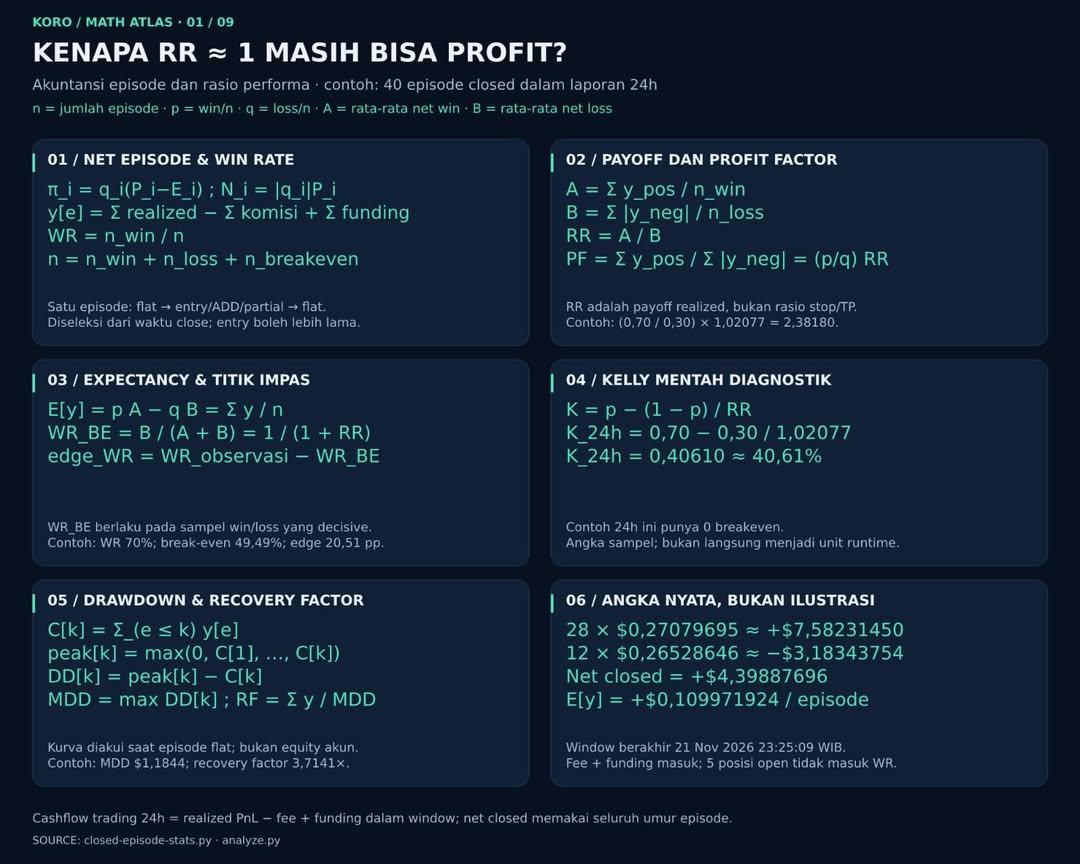 KORO / MATH ATLAS · 01 / 09
KENAPA RR ≈ 1 MASIH BISA PROFIT?
Akuntansi episode dan rasio performa · contoh: 40 episode closed dalam laporan 24h
n = jumlah episode · p = win/n · q = loss/n · A = rata-rata net win · B = rata-rata net loss
01 / NET EPISODE & WIN RATE
π_i = q_i(P_i−E_i) ; N_i = |q_i|P_i
y[e] = Σ realized − Σ komisi + Σ funding
WR = n_win / n
n = n_win + n_loss + n_breakeven
Satu episode: flat → entry/ADD/partial → flat.
Diseleksi dari waktu close; entry boleh lebih lama.
02 / PAYOFF DAN PROFIT FACTOR
A = Σ y_pos / n_win
B = Σ |y_neg| / n_loss
RR = A / B
PF = Σ y_pos / Σ |y_neg| = (p/q) RR
RR adalah payoff realized, bukan rasio stop/TP.
Contoh: (0,70 / 0,30) × 1,02077 = 2,38180.
03 / EXPECTANCY & TITIK IMPAS
E[y] = p A − q B = Σ y / n
WR_BE = B / (A + B) = 1 / (1 + RR)
edge_WR = WR_observasi − WR_BE
WR_BE berlaku pada sampel win/loss yang decisive.
Contoh: WR 70%; break-even 49,49%; edge 20,51 pp.
04 / KELLY MENTAH DIAGNOSTIK
K = p − (1 − p) / RR
K_24h = 0,70 − 0,30 / 1,02077
K_24h = 0,40610 ≈ 40,61%
Contoh 24h ini punya 0 breakeven.
Angka sampel; bukan langsung menjadi unit runtime.
05 / DRAWDOWN & RECOVERY FACTOR
C[k] = Σ_(e ≤ k) y[e]
peak[k] = max(0, C[1], ..., C[k])
DD[k] = peak[k] − C[k]
MDD = max DD[k] ; RF = Σ y / MDD
Kurva diakui saat episode flat; bukan equity akun.
Contoh: MDD $1,1844; recovery factor 3,7141×.
06 / ANGKA NYATA, BUKAN ILUSTRASI
28 × $0,27079695 ≈ +$7,58231450
12 × $0,26528646 ≈ −$3,18343754
Net closed = +$4,39887696
E[y] = +$0,109971924 / episode
Window berakhir 21 Nov 2026 23:25:09 WIB.
Fee + funding masuk; 5 posisi open tidak masuk WR.
Cashflow trading 24h = realized PnL − fee + funding dalam window; net closed memakai seluruh umur episode.
SOURCE: closed-episode-stats.py · analyze.py